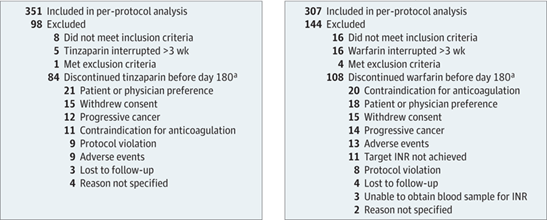 351 Included in per-protocol analysis
98 Excluded
8 Did not meet inclusion criteria
5 Tinzaparin interrupted >3 wk
1 Met exclusion criteria
84 Discontinued tinzaparin before day 180a
21 Patient or physician preference
15 Withdrew consent
12 Progressive cancer
11 Contraindication for anticoagulation
9 Protocol violation
9 Adverse events
3 Lost to follow-up
4 Reason not specified
307 Included in per-protocol analysis
144 Excluded
16 Did not meet inclusion criteria
16 Warfarin interrupted >3 wk
4 Met exclusion criteria
108 Discontinued warfarin before day 180a
20 Contraindication for anticoagulation
18 Patient or physician preference
15 Withdrew consent
14 Progressive cancer
13 Adverse events
11 Target INR not achieved
8 Protocol violation
4 Lost to follow-up
3 Unable to obtain blood sample for INR
2 Reason not specified